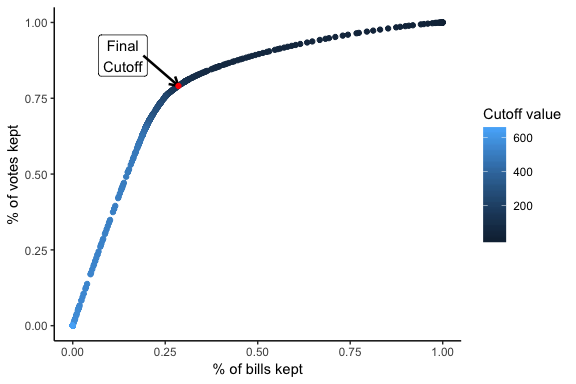 1.00
0.75
0.50
0.25
0.00
% of votes kept
Final
Cutoff
0.00 0.25 0.50 0.75 1.00
% of bills kept
Cutoff value
600
400
200